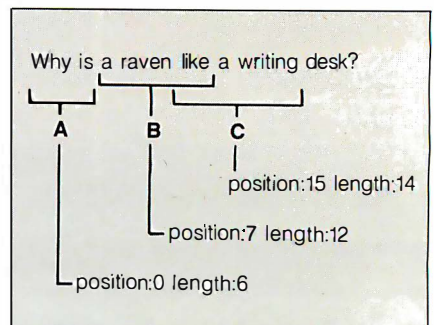 Why is a raven like a writing desk?
A B C
position:15 length:14
position:7 length:12
position:0 length:6